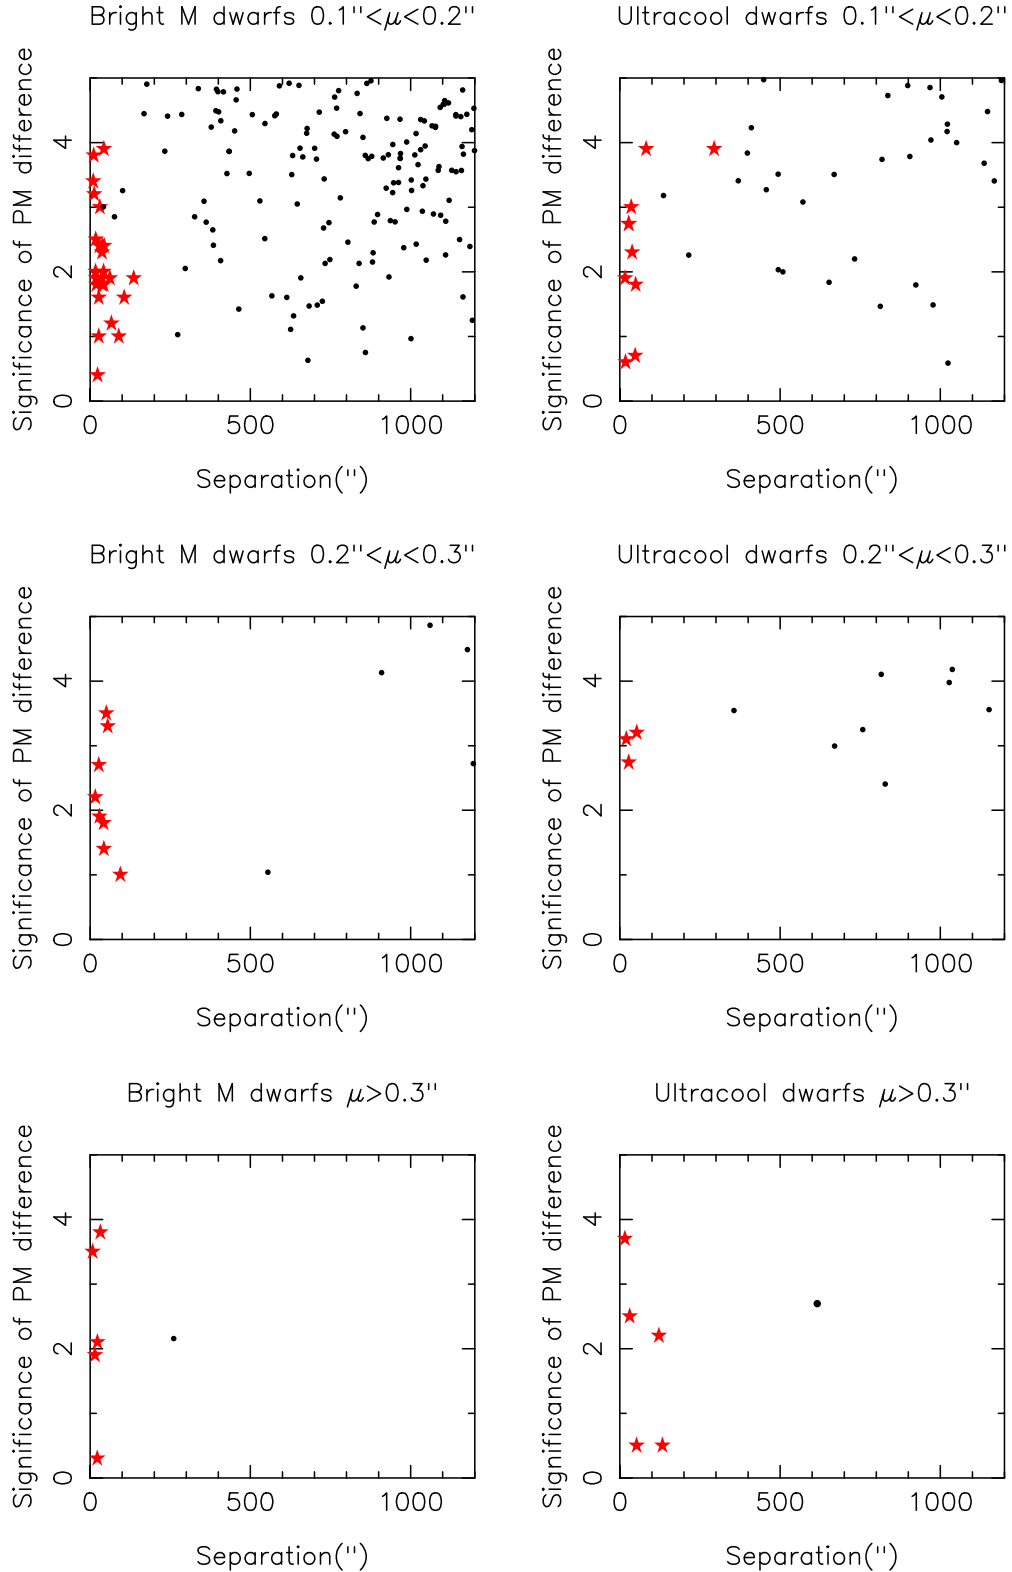 Bright M dwarfs 0.1"<μ<0.2"
Significance of PM difference
4
2
0
0 500 1000
Separation(")
Ultracool dwarfs 0.1"<μ<0.2"
Significance of PM difference
4
2
0
0 500 1000
Separation(")
Bright M dwarfs 0.2"<μ<0.3"
Significance of PM difference
4
2
0
0 500 1000
Separation(")
Ultracool dwarfs 0.2"<μ<0.3"
Significance of PM difference
4
2
0
0 500 1000
Separation(")
Bright M dwarfs μ>0.3"
Significance of PM difference
4
2
0
0 500 1000
Separation(")
Ultracool dwarfs μ>0.3"
Significance of PM difference
4
2
0
0 500 1000
Separation(")